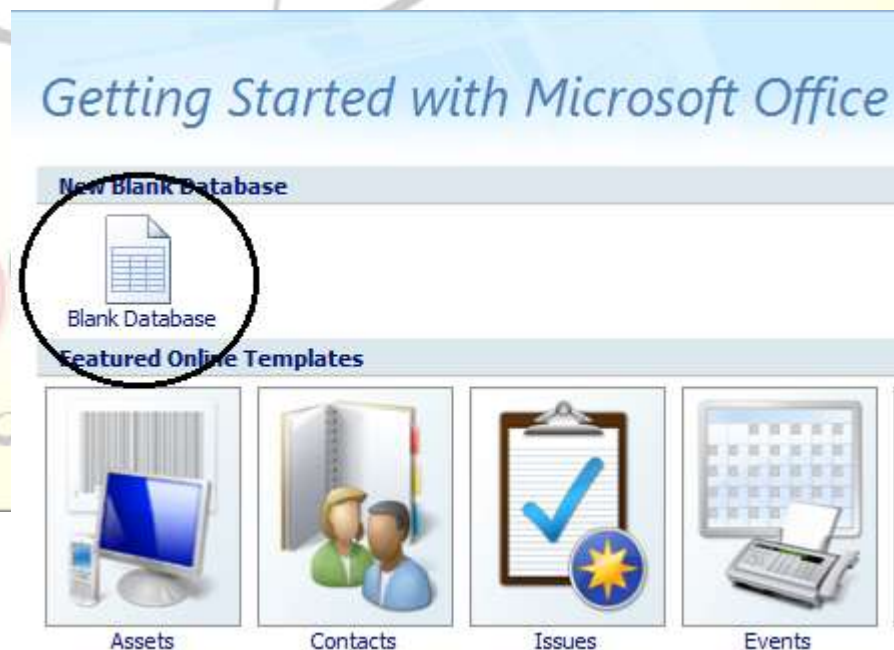 Getting Started with Microsoft Office
New Blank Database
Blank Database
Featured Online Templates
Assets
Contacts
Issues
Events